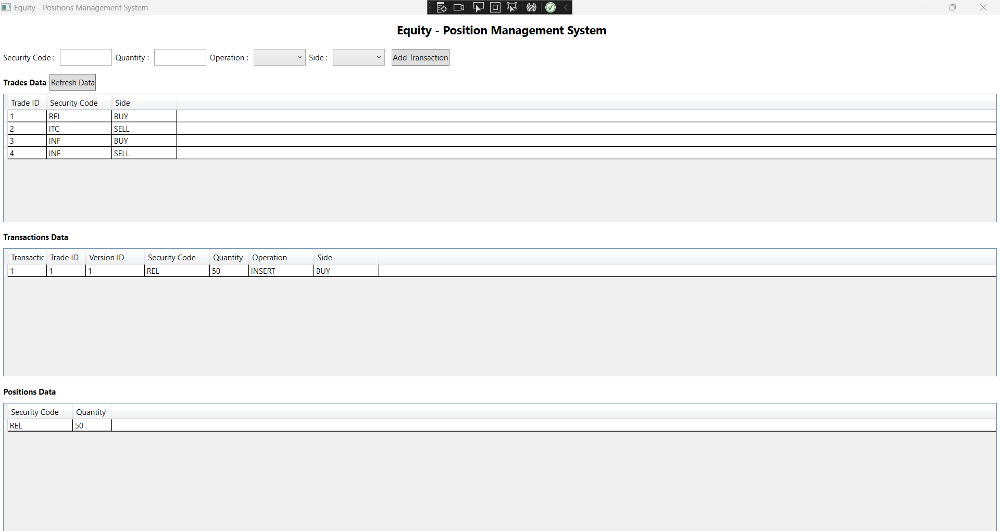 Equity - Positions Management System
Equity - Position Management System
Security Code : Quantity : Operation : Side : Add Transaction
Trades Data Refresh Data
Trade ID Security Code Side
1 REL BUY
2 ITC SELL
3 INF BUY
4 INF SELL
Transactions Data
Transactic Trade ID Version ID Security Code Quantity Operation Side
1 1 1 REL 50 INSERT BUY
Positions Data
Security Code Quantity
REL 50